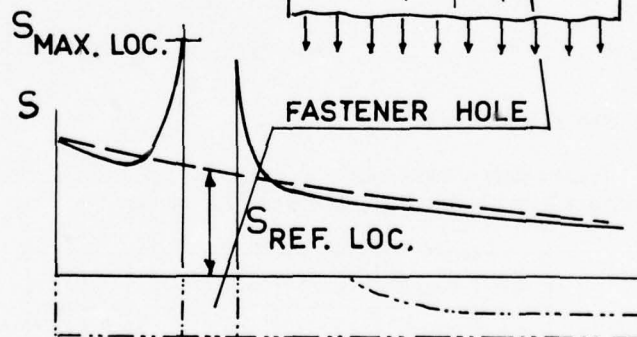 S MAX. LOC.
S
FASTENER HOLE
S REF. LOC.